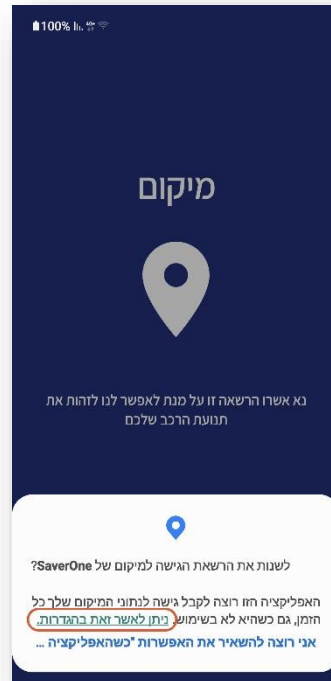 100%
מיקום
נא אשרו הרשאה זו על מנת לאפשר לנו לזהות את
תנועת הרכב שלכם
לשנות את הרשאת הגישה למיקום של SaverOne?
האפליקציה הזו רוצה לקבל גישה לנתוני המיקום שלך כל
הזמן, גם כשהיא לא בשימוש. ניתן לאשר זאת בהגדרות.
אני רוצה להשאיר את האפשרות "כשהאפליקציה ...